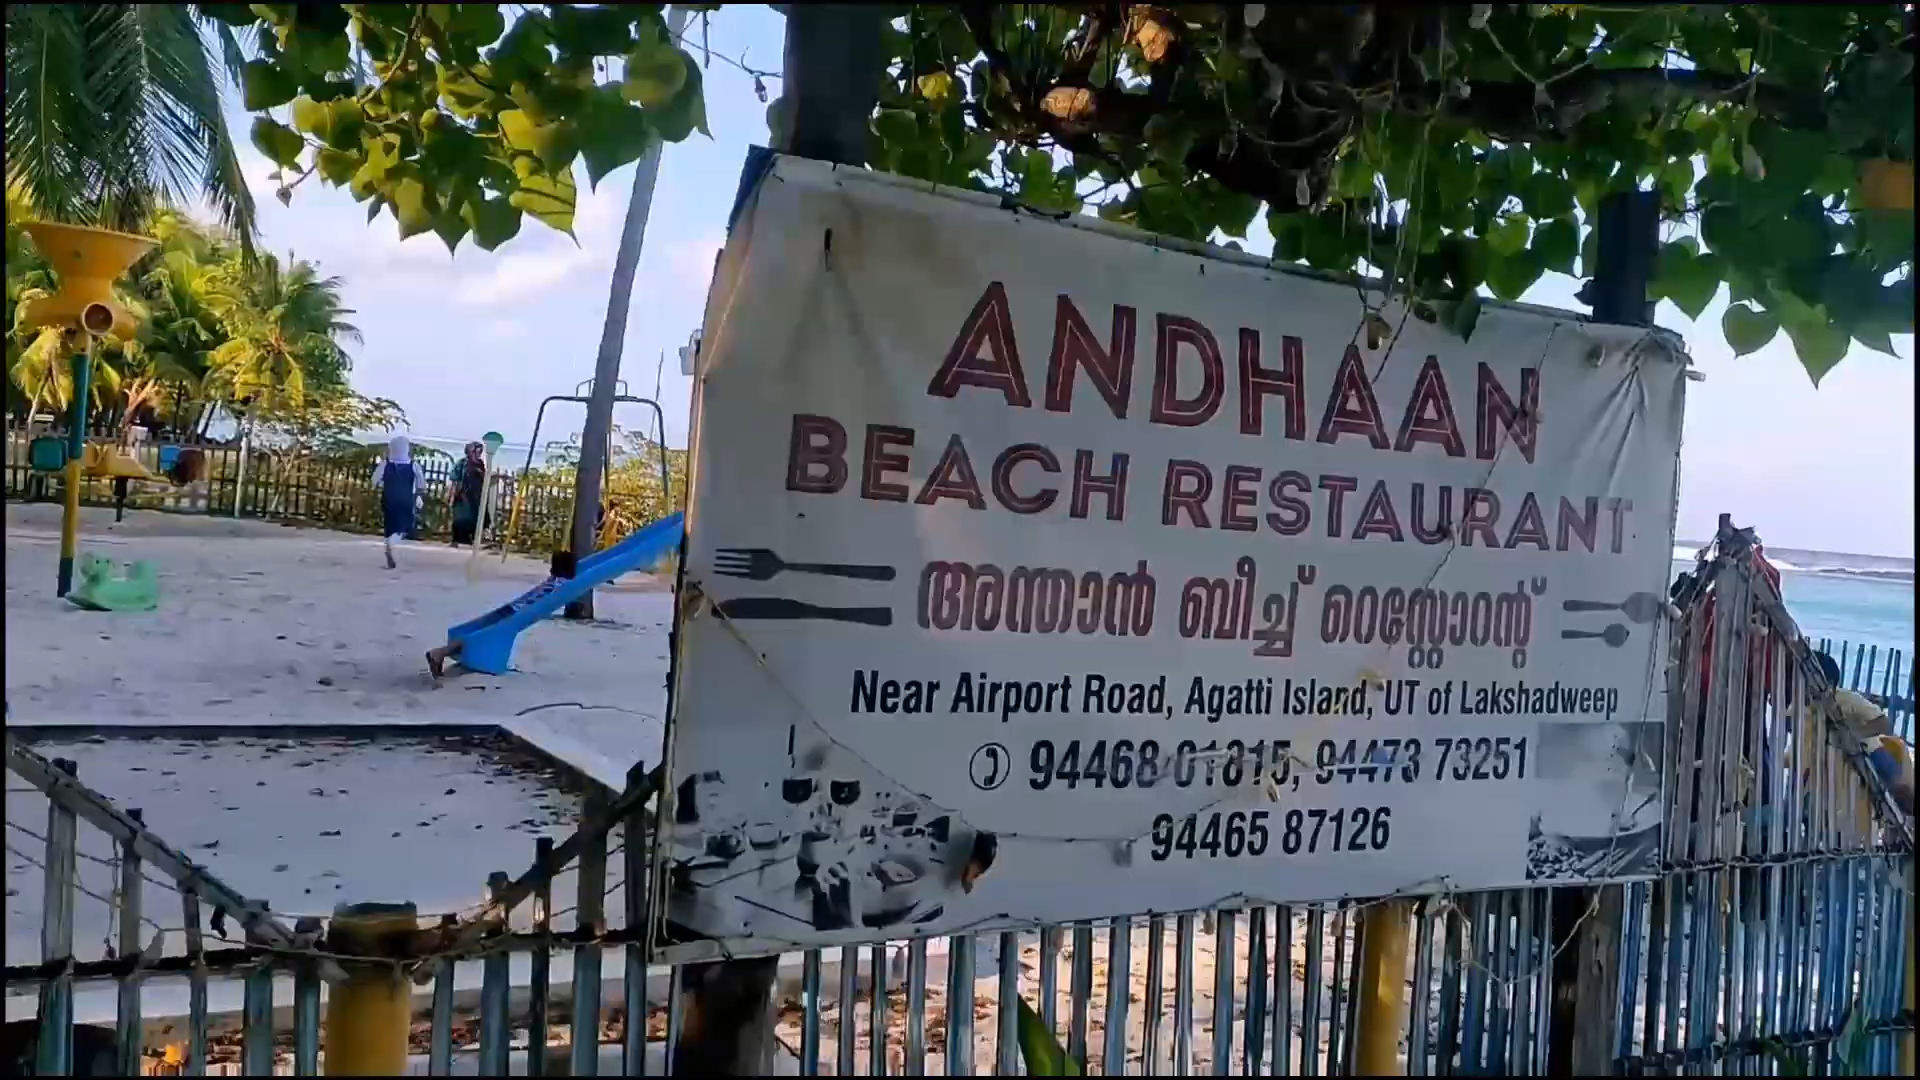 ANDHAAN
BEACH RESTAURANT
അന്താൻ ബീച്ച് റെസ്റ്റോറന്റ്
Near Airport Road, Agatti Island, UT of Lakshadweep
94468 01815, 94473 73251
94465 87126